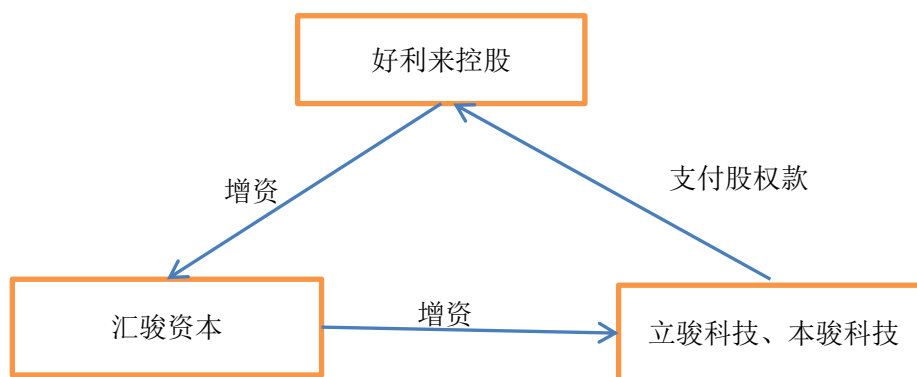 好利来控股
增资
支付股权款
汇骏资本
增资
立骏科技、本骏科技